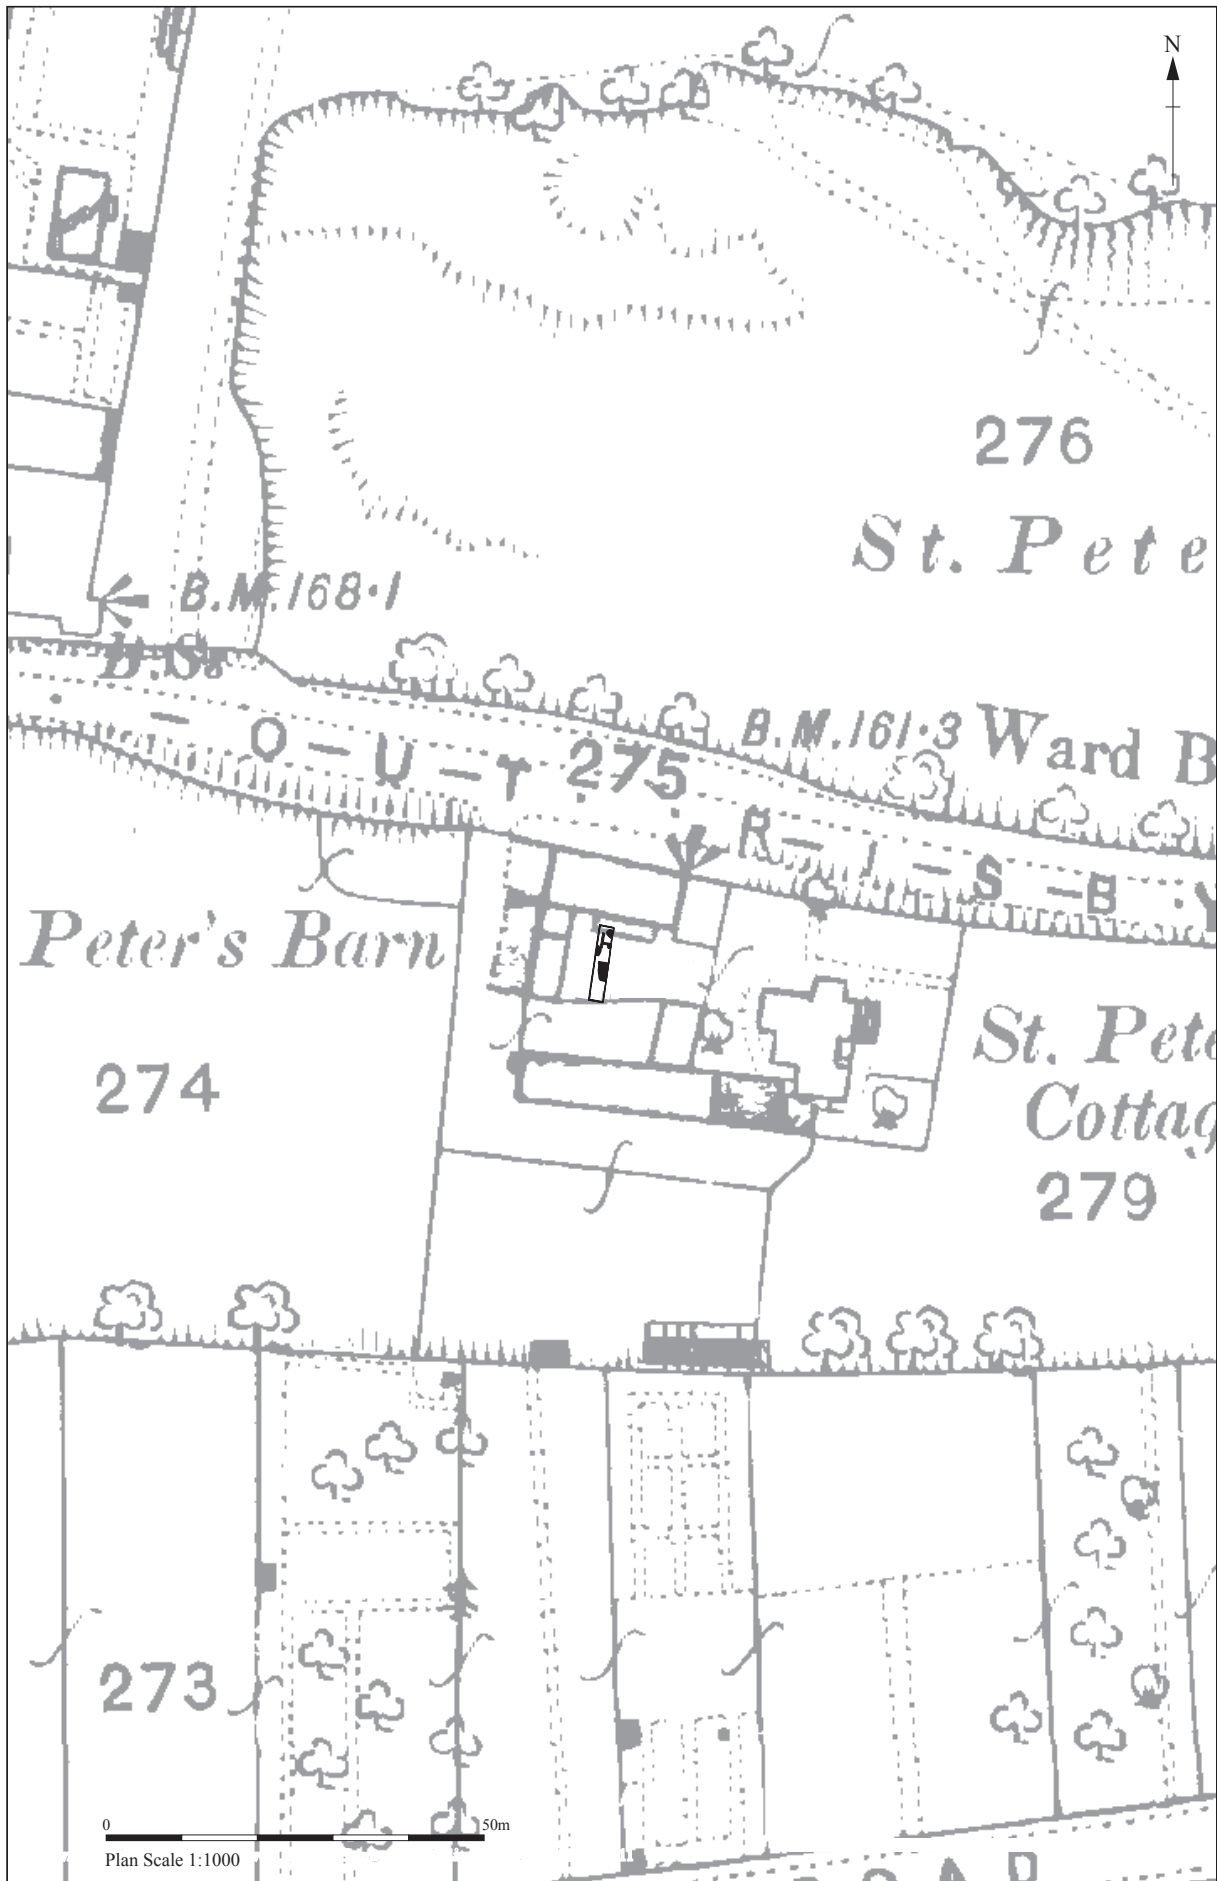 N
276
St. Pete
B.M.168·1
B.M.161·3
Ward B
O U T 275 R I S B Y
Peter's Barn
274
St. Pete
Cottag
279
273
0 50m
Plan Scale 1:1000